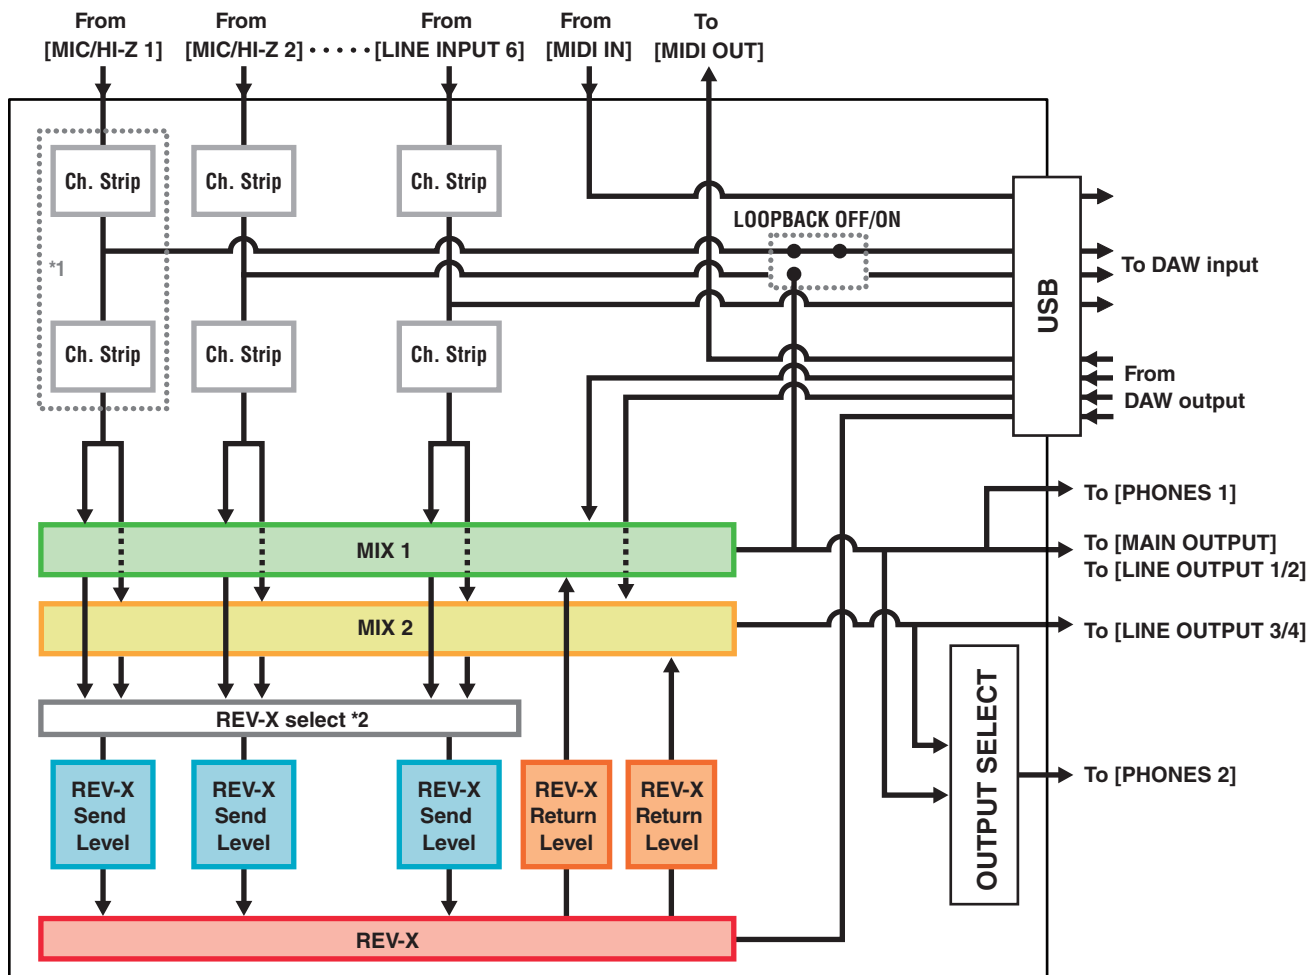 From
[MIC/HI-Z 1]
From
[MIC/HI-Z 2]
From
[LINE INPUT 6]
From
[MIDI IN]
To
[MIDI OUT]
Ch. Strip
Ch. Strip
Ch. Strip
LOOPBACK OFF/ON
*1
To DAW input
USB
Ch. Strip
Ch. Strip
Ch. Strip
From
DAW output
To [PHONES 1]
MIX 1
To [MAIN OUTPUT]
To [LINE OUTPUT 1/2]
MIX 2
To [LINE OUTPUT 3/4]
REV-X select *2
OUTPUT SELECT
To [PHONES 2]
REV-X
Send
Level
REV-X
Send
Level
REV-X
Send
Level
REV-X
Return
Level
REV-X
Return
Level
REV-X